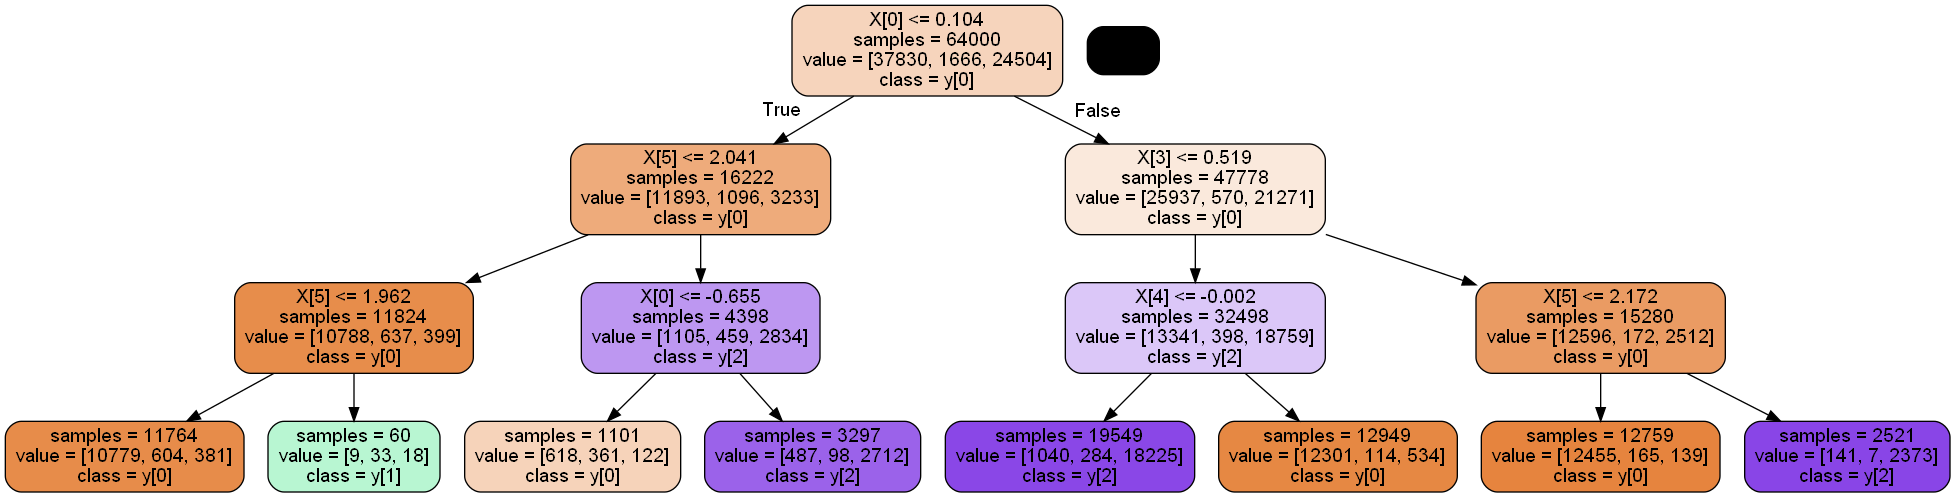 X[0] <= 0.104
samples = 64000
value = [37830, 1666, 24504]
class = y[0]
True
False
X[5] <= 2.041
samples = 16222
value = [11893, 1096, 3233]
class = y[0]
X[3] <= 0.519
samples = 47778
value = [25937, 570, 21271]
class = y[0]
X[5] <= 1.962
samples = 11824
value = [10788, 637, 399]
class = y[0]
X[0] <= -0.655
samples = 4398
value = [1105, 459, 2834]
class = y[2]
X[4] <= -0.002
samples = 32498
value = [13341, 398, 18759]
class = y[2]
X[5] <= 2.172
samples = 15280
value = [12596, 172, 2512]
class = y[0]
samples = 11764
value = [10779, 604, 381]
class = y[0]
samples = 60
value = [9, 33, 18]
class = y[1]
samples = 1101
value = [618, 361, 122]
class = y[0]
samples = 3297
value = [487, 98, 2712]
class = y[2]
samples = 19549
value = [1040, 284, 18225]
class = y[2]
samples = 12949
value = [12301, 114, 534]
class = y[0]
samples = 12759
value = [12455, 165, 139]
class = y[0]
samples = 2521
value = [141, 7, 2373]
class = y[2]